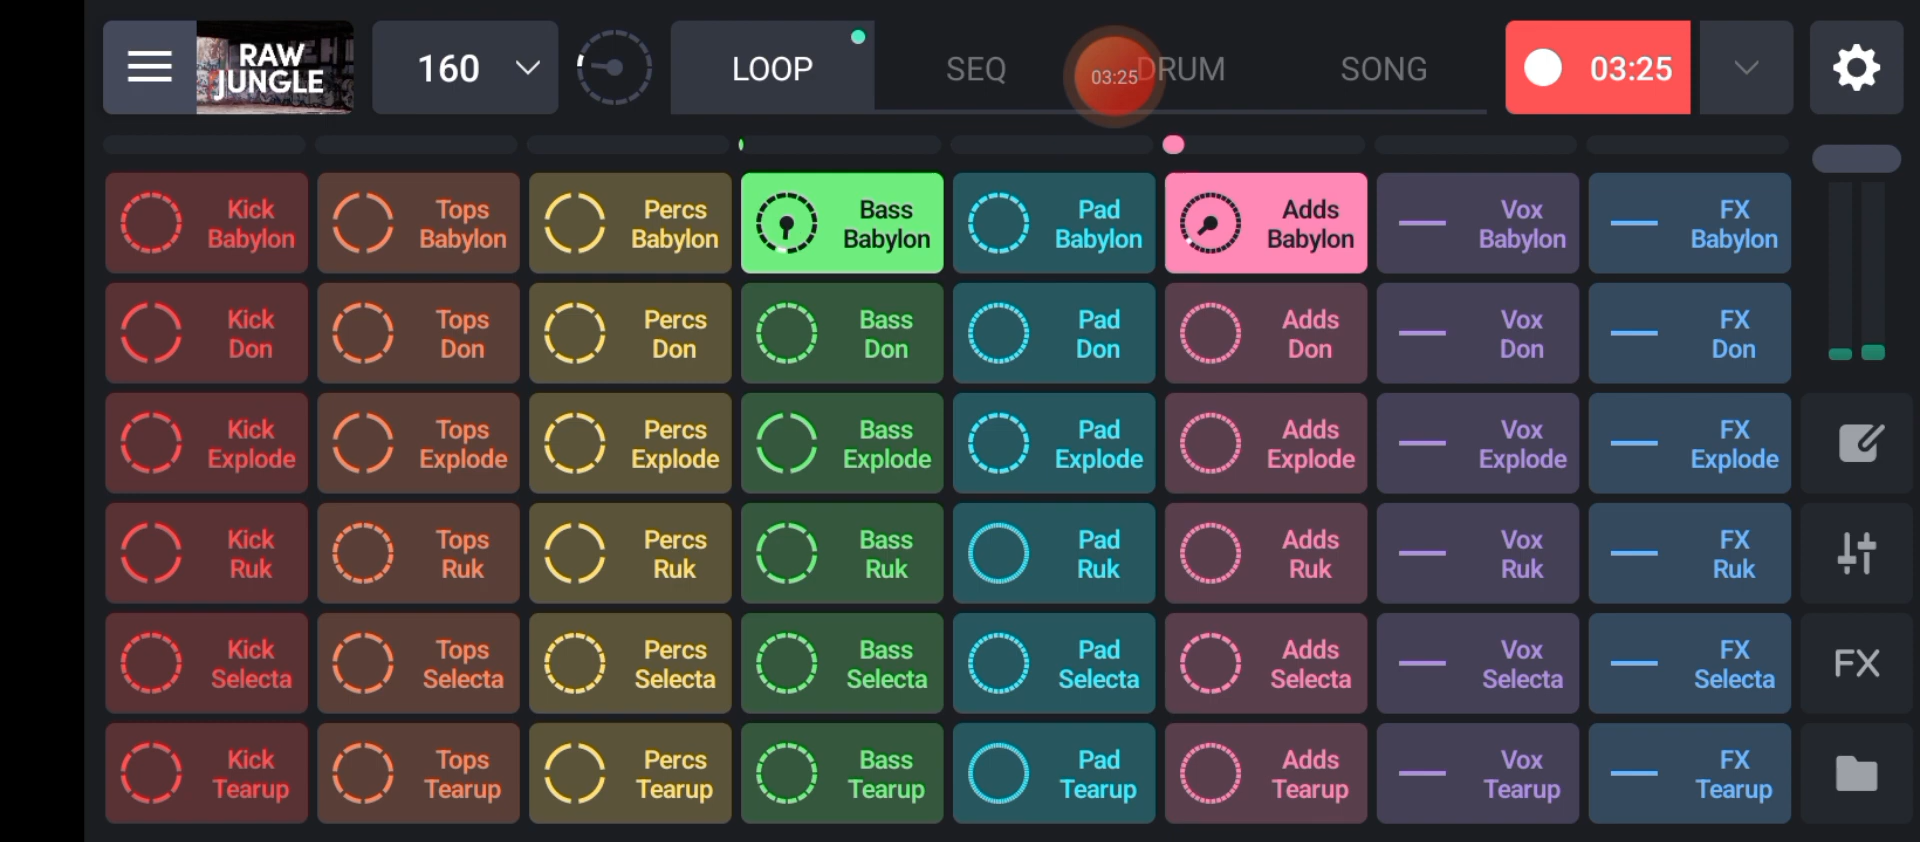 RAW
JUNGLE
160
LOOP
SEQ
03:25
DRUM
SONG
03:25
Kick
Babylon
Tops
Babylon
Percs
Babylon
Bass
Babylon
Pad
Babylon
Adds
Babylon
Vox
Babylon
FX
Babylon
Kick
Don
Tops
Don
Percs
Don
Bass
Don
Pad
Don
Adds
Don
Vox
Don
FX
Don
Kick
Explode
Tops
Explode
Percs
Explode
Bass
Explode
Pad
Explode
Adds
Explode
Vox
Explode
FX
Explode
Kick
Ruk
Tops
Ruk
Percs
Ruk
Bass
Ruk
Pad
Ruk
Adds
Ruk
Vox
Ruk
FX
Ruk
Kick
Selecta
Tops
Selecta
Percs
Selecta
Bass
Selecta
Pad
Selecta
Adds
Selecta
Vox
Selecta
FX
Selecta
FX
Kick
Tearup
Tops
Tearup
Percs
Tearup
Bass
Tearup
Pad
Tearup
Adds
Tearup
Vox
Tearup
FX
Tearup